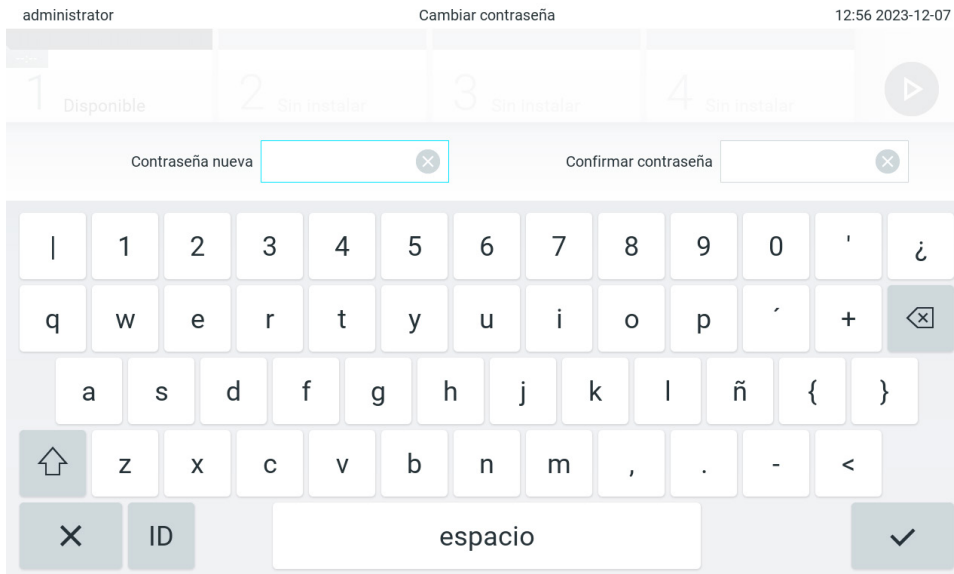 administrator Cambiar contraseña 12:56 2023-12-07
1 Disponible 2 Sin instalar 3 Sin instalar 4 Sin instalar
Contraseña nueva Confirmar contraseña
| 1 2 3 4 5 6 7 8 9 0 ' ¿
q w e r t y u i o p ´ +
a s d f g h j k l ñ { }
z x c v b n m , . - <
ID espacio